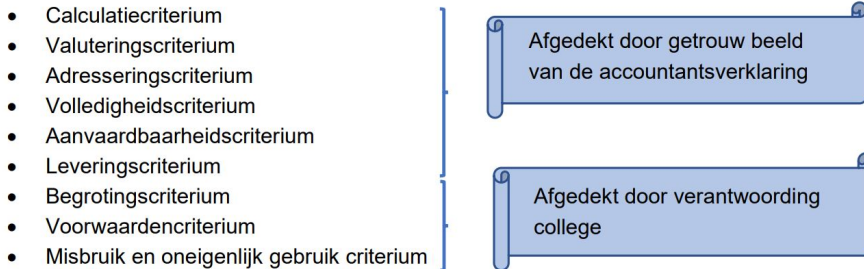 • Calculatiecriterium
• Valuteringscriterium
• Adresseringscriterium
• Volledigheidscriterium
• Aanvaardbaarheidscriterium
• Leveringscriterium
• Begrotingscriterium
• Voorwaardencriterium
• Misbruik en oneigenlijk gebruik criterium
Afgedekt door getrouw beeld
van de accountantsverklaring
Afgedekt door verantwoording
college